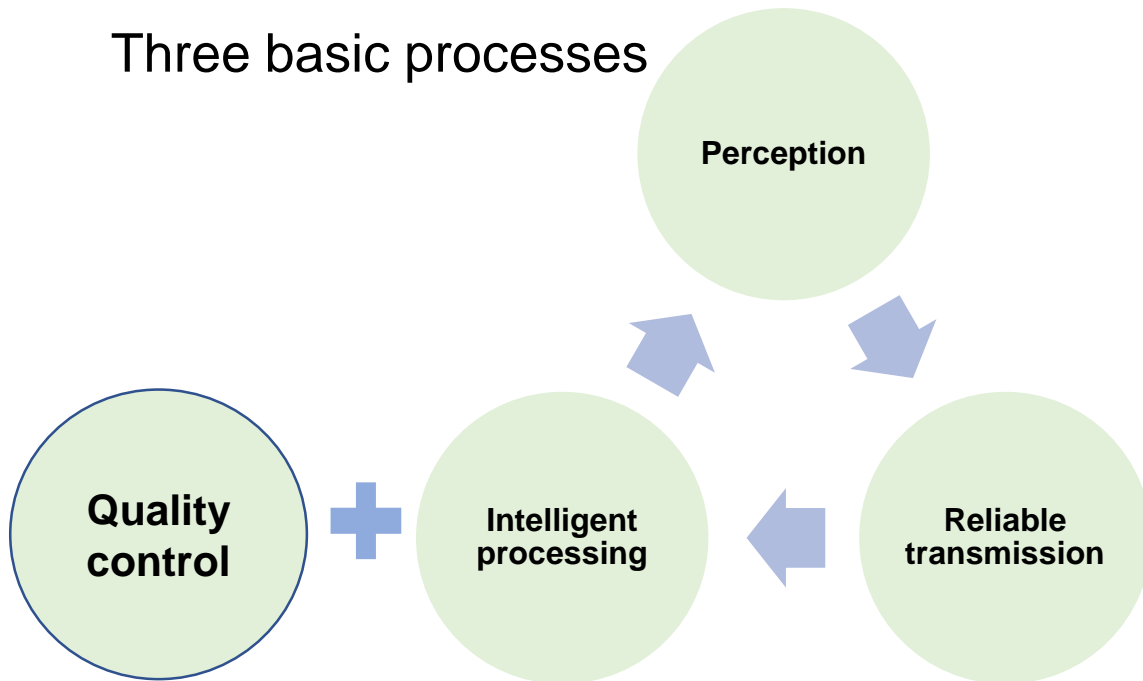 Three basic processes
Perception
Quality
control
Intelligent
processing
Reliable
transmission